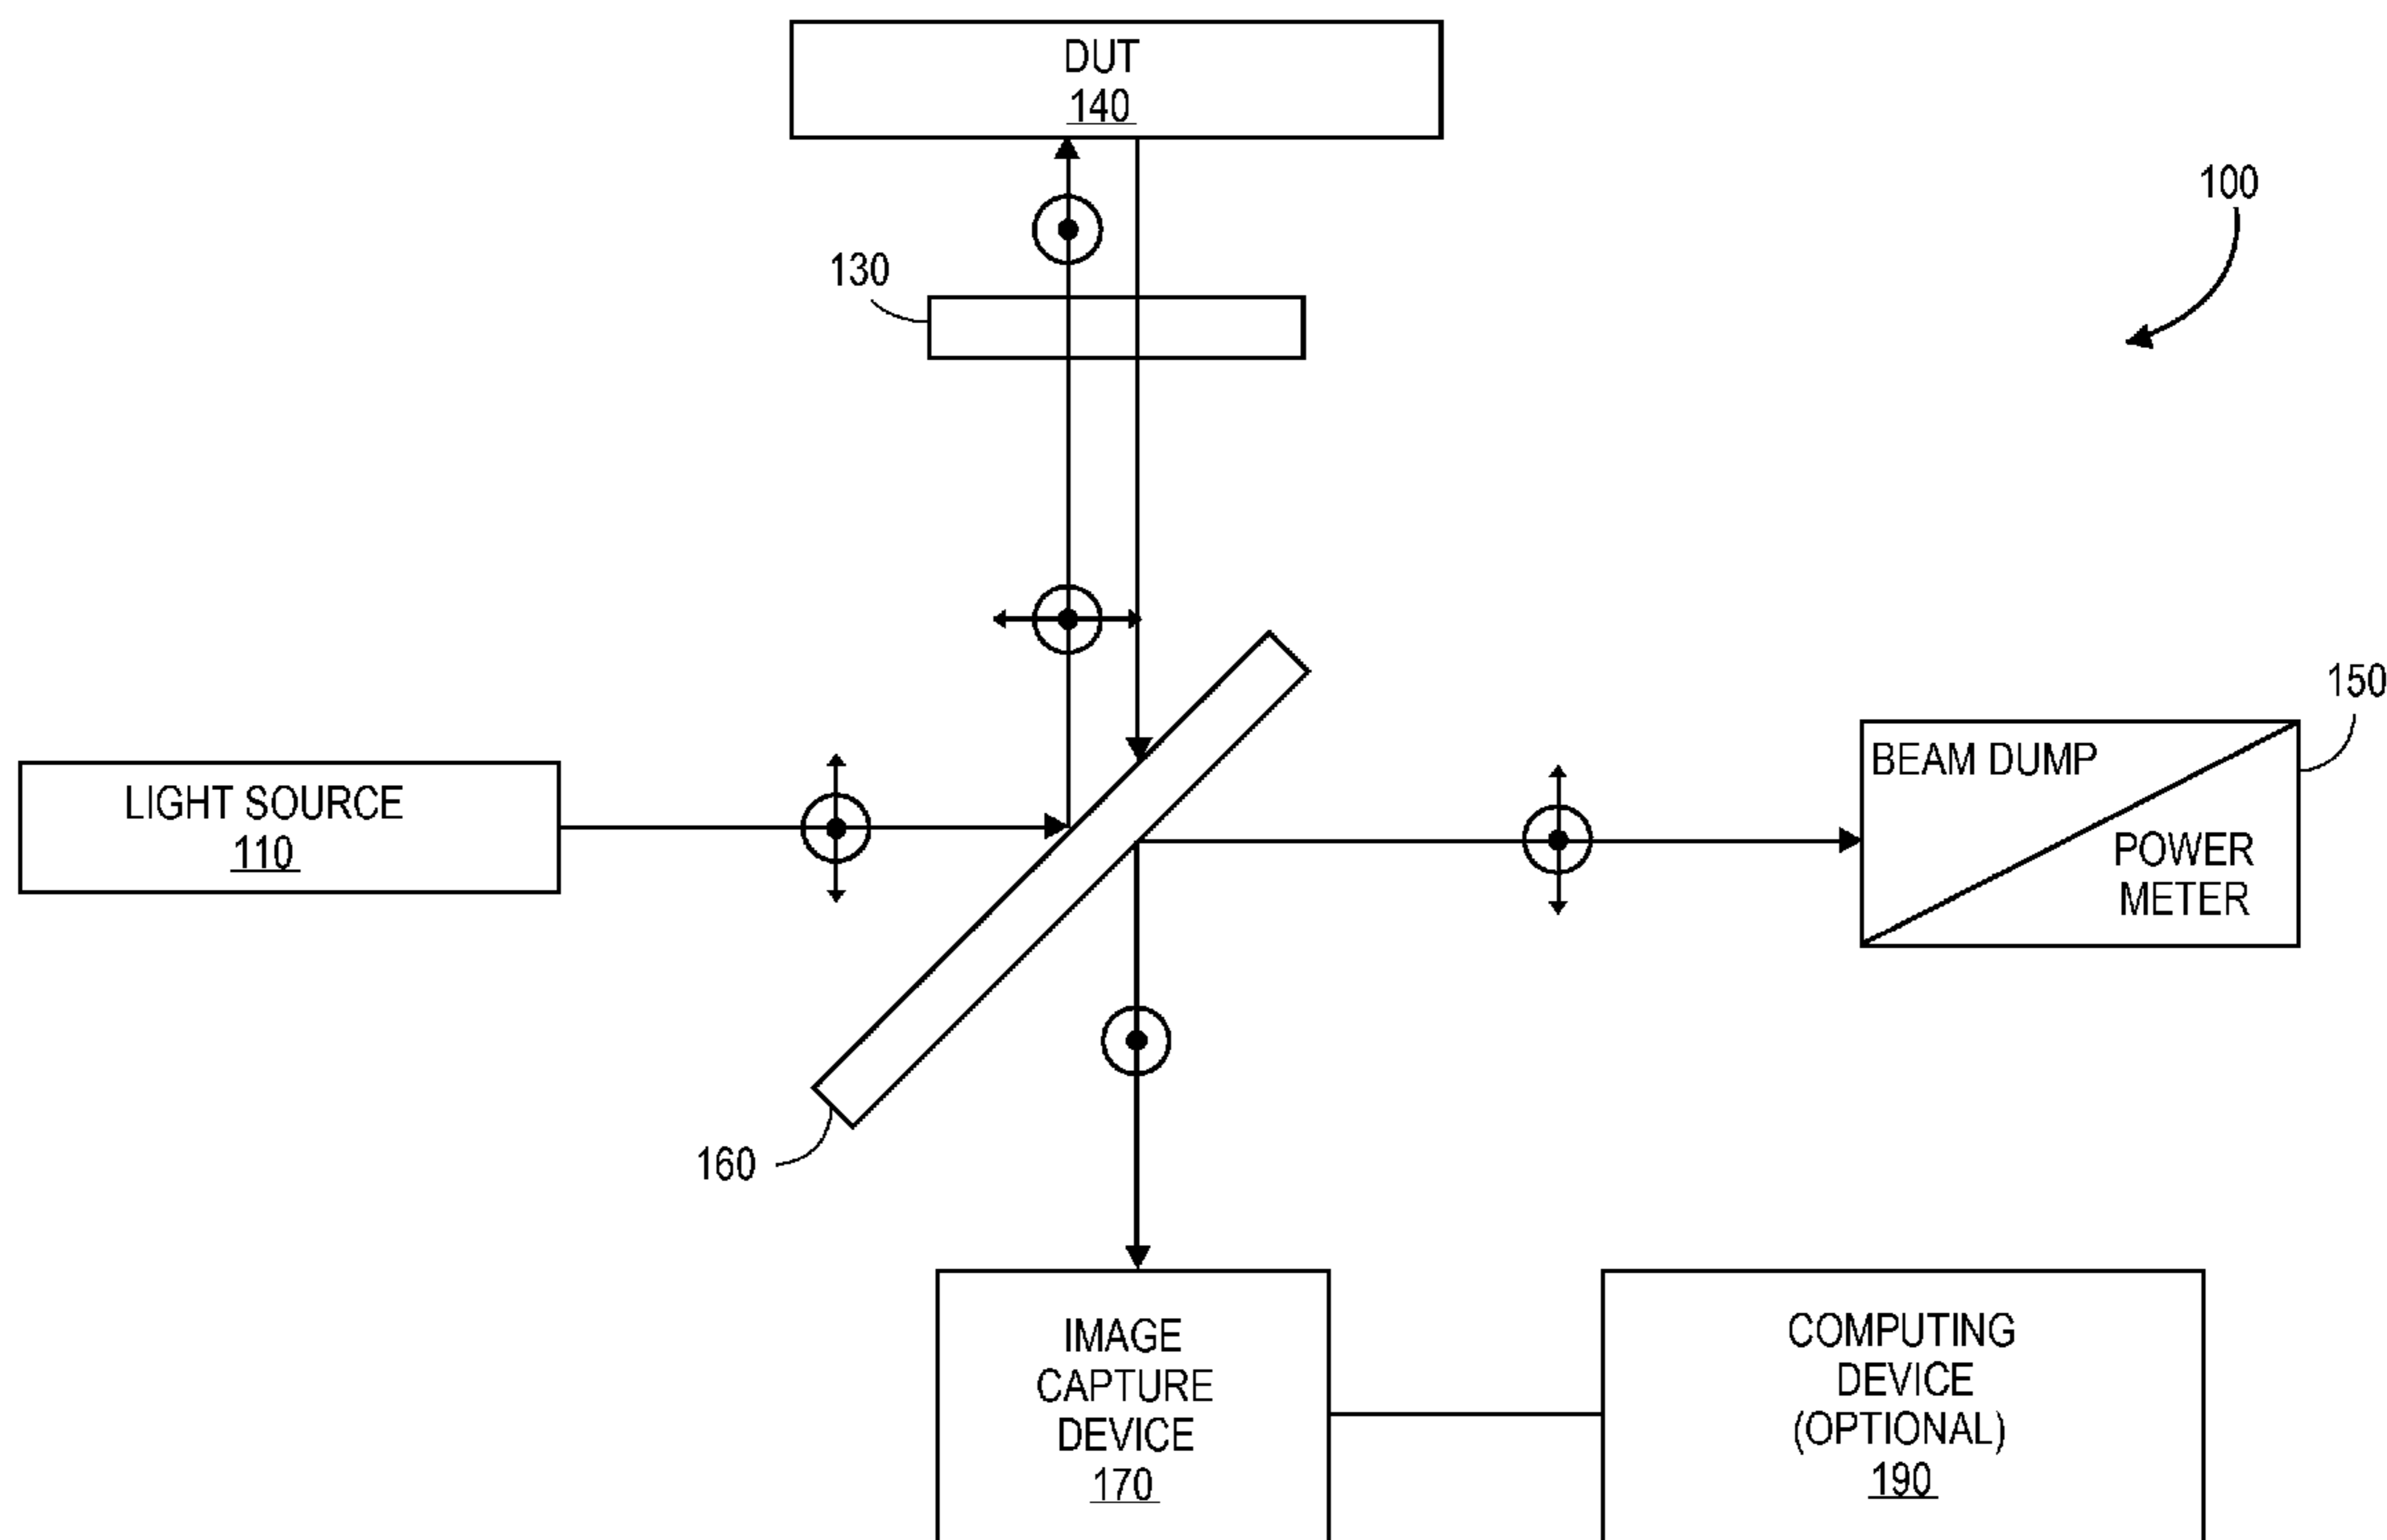 DUT
140
100
130
150
BEAM DUMP
POWER
METER
LIGHT SOURCE
110
160
IMAGE
CAPTURE
DEVICE
170
COMPUTING
DEVICE
(OPTIONAL)
190